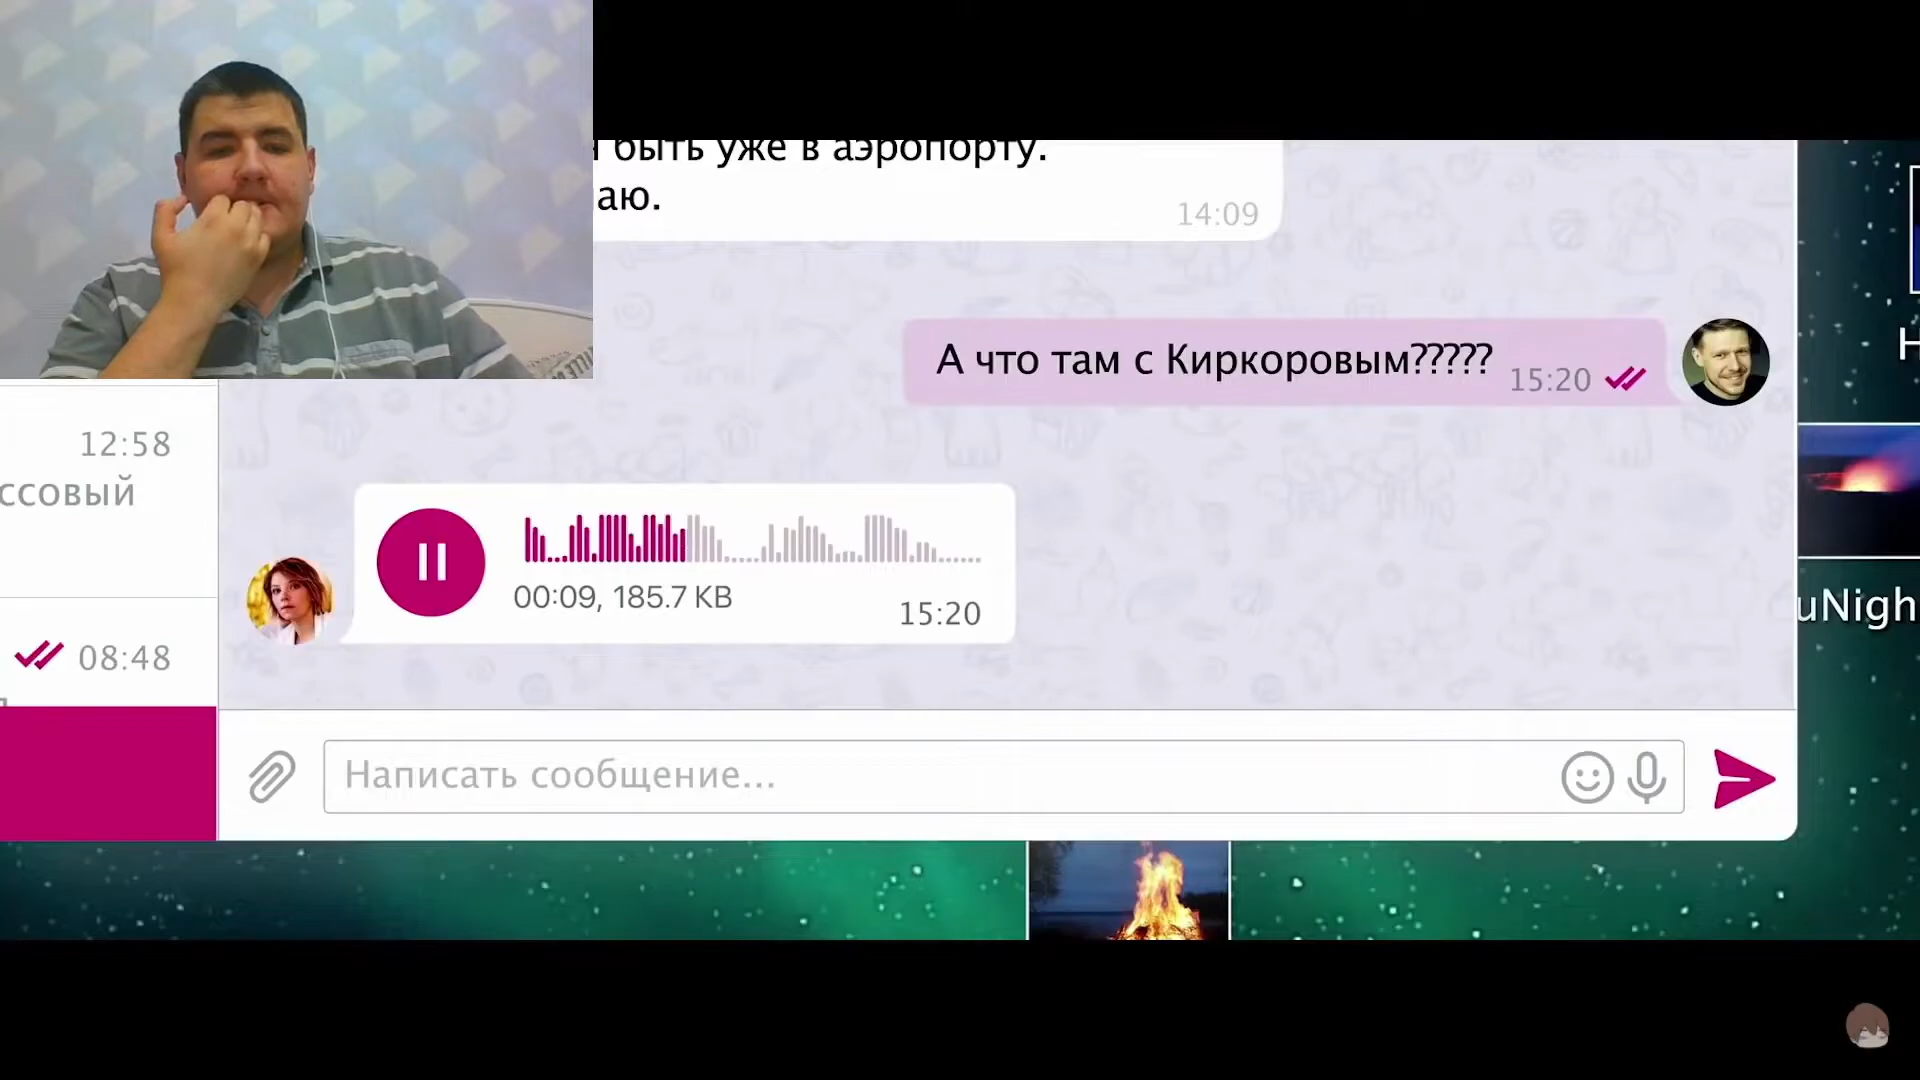 быть уже в аэропорту.
аю.
14:09
А что там с Киркоровым?????
15:20
12:58
ссовый
00:09, 185.7 KB
15:20
08:48
uNigh
Написать сообщение...